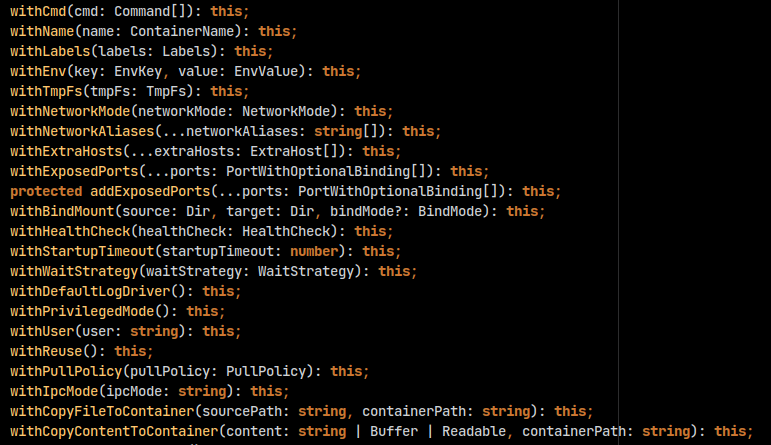 withCmd(cmd: Command[]): this;
withName(name: ContainerName): this;
withLabels(labels: Labels): this;
withEnv(key: EnvKey, value: EnvValue): this;
withTmpFs(tmpFs: TmpFs): this;
withNetworkMode(networkMode: NetworkMode): this;
withNetworkAliases(...networkAliases: string[]): this;
withExtraHosts(...extraHosts: ExtraHost[]): this;
withExposedPorts(...ports: PortWithOptionalBinding[]): this;
protected addExposedPorts(...ports: PortWithOptionalBinding[]): this;
withBindMount(source: Dir, target: Dir, bindMode?: BindMode): this;
withHealthCheck(healthCheck: HealthCheck): this;
withStartupTimeout(startupTimeout: number): this;
withWaitStrategy(waitStrategy: WaitStrategy): this;
withDefaultLogDriver(): this;
withPrivilegedMode(): this;
withUser(user: string): this;
withReuse(): this;
withPullPolicy(pullPolicy: PullPolicy): this;
withIpcMode(ipcMode: string): this;
withCopyFileToContainer(sourcePath: string, containerPath: string): this;
withCopyContentToContainer(content: string | Buffer | Readable, containerPath: string): this;